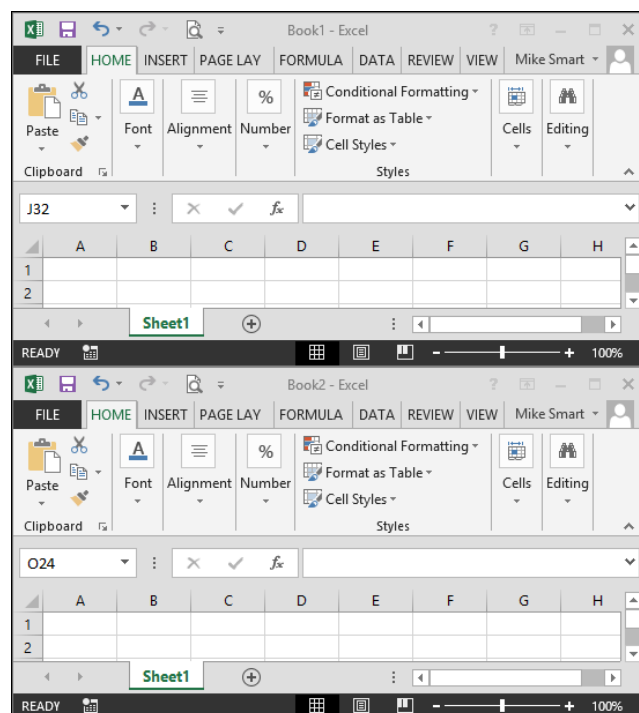 Book1 - Excel ?
FILE HOME INSERT PAGE LAY FORMULA DATA REVIEW VIEW Mike Smart
Paste
Clipboard
A
Font
Alignment
%
Number
Conditional Formatting
Format as Table
Cell Styles
Styles
Cells
Editing
J32 fx
A B C D E F G H
1
2
Sheet1
READY 100%
Book2 - Excel ?
FILE HOME INSERT PAGE LAY FORMULA DATA REVIEW VIEW Mike Smart
Paste
Clipboard
A
Font
Alignment
%
Number
Conditional Formatting
Format as Table
Cell Styles
Styles
Cells
Editing
O24 fx
A B C D E F G H
1
2
Sheet1
READY 100%